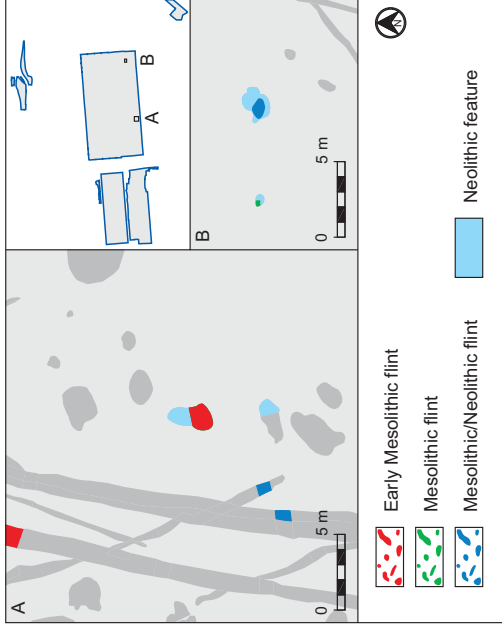 A
0
5 m
A
B
B
0
5 m
N
Early Mesolithic flint
Mesolithic flint
Mesolithic/Neolithic flint
Neolithic feature